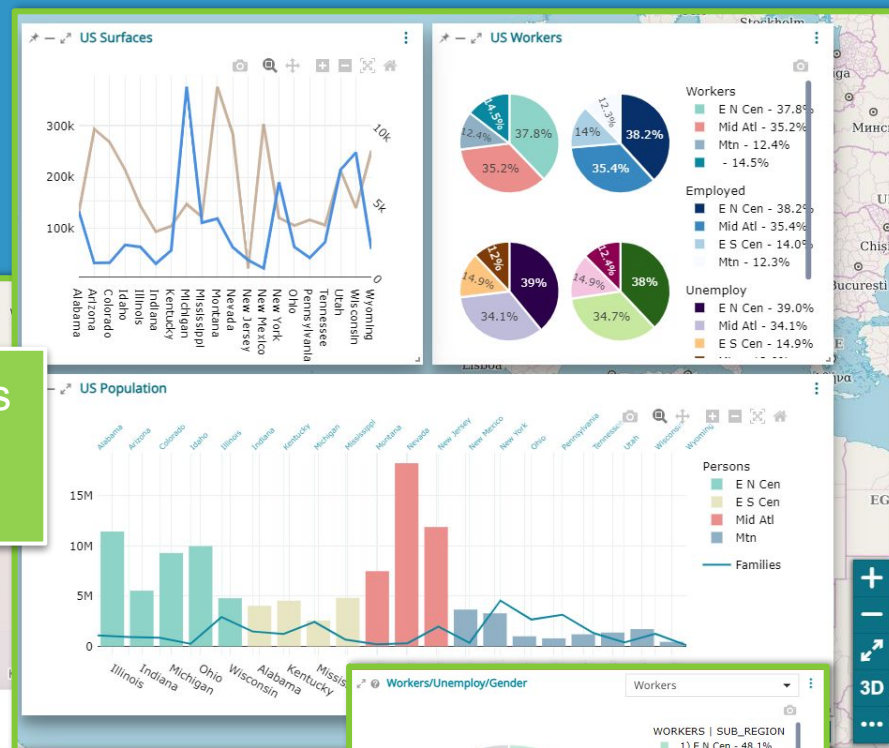 Stockholm
US Surfaces
300k
200k
100k
10k
5k
0
Alabama
Arizona
Colorado
Idaho
Illinois
Indiana
Kentucky
Michigan
Mississippi
Montana
Nevada
New Jersey
New Mexico
New York
Ohio
Pennsylvania
Tennessee
Utah
Wisconsin
Wyoming
US Workers
14.5%
12.4%
37.8%
35.2%
12.3%
14%
38.2%
35.4%
Workers
E N Cen - 37.8%
Mid Atl - 35.2%
Mtn - 12.4%
- 14.5%
Employed
E N Cen - 38.2%
Mid Atl - 35.4%
E S Cen - 14.0%
Mtn - 12.3%
12%
14.9%
39%
34.1%
12.4%
14.9%
38%
34.7%
Unemploy
E N Cen - 39.0%
Mid Atl - 34.1%
E S Cen - 14.9%
Lisboa
US Population
Alabama
Arizona
Colorado
Idaho
Illinois
Indiana
Kentucky
Michigan
Mississippi
Montana
Nevada
New Jersey
New Mexico
New York
Ohio
Pennsylvania
Tennessee
Utah
Wisconsin
Wyoming
15M
10M
5M
0
Illinois
Indiana
Michigan
Ohio
Wisconsin
Alabama
Kentucky
Missis
Persons
E N Cen
E S Cen
Mid Atl
Mtn
Families
s
Workers/Unemploy/Gender
Workers
WORKERS | SUB_REGION
1) E N Cen - 48.1%
EG
3D